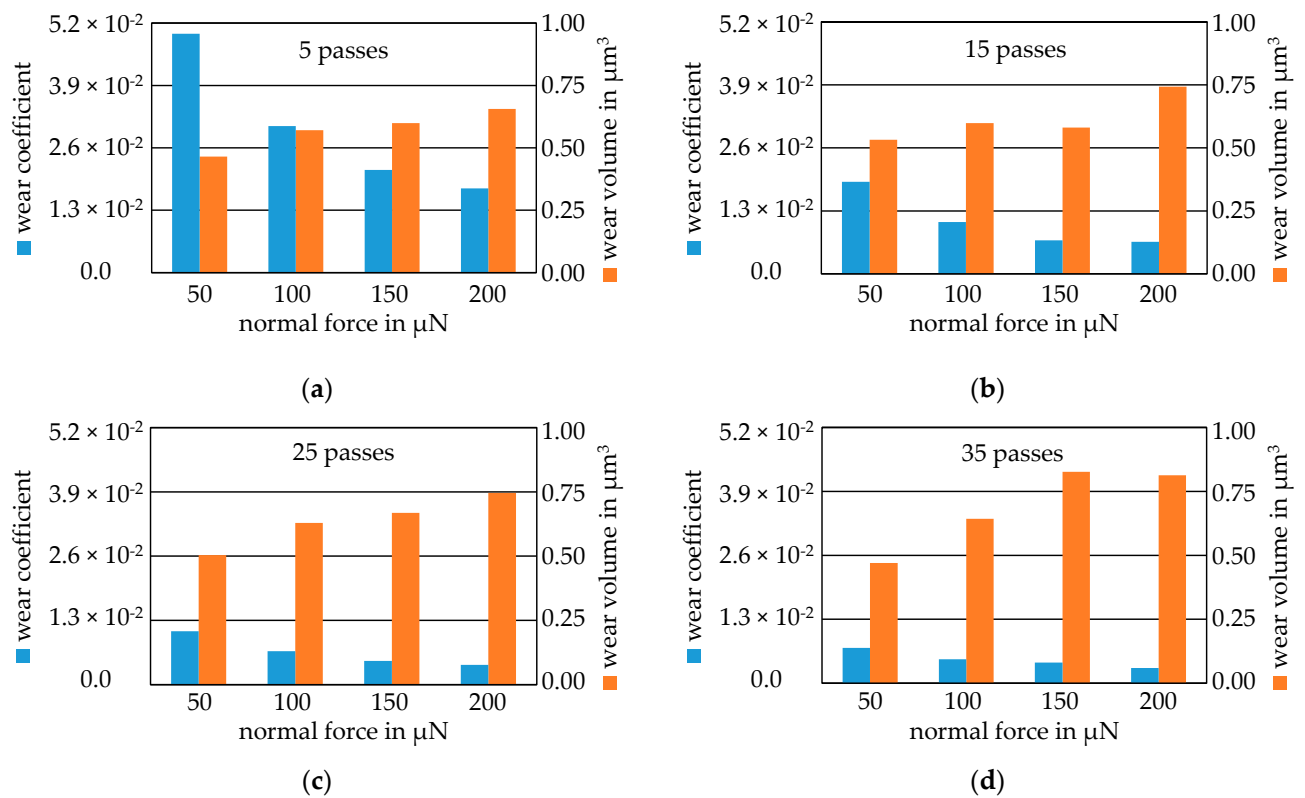 5 passes
5.2 × 10⁻²
3.9 × 10⁻²
2.6 × 10⁻²
1.3 × 10⁻²
0.0
wear coefficient
1.00
0.75
0.50
0.25
0.00
wear volume in µm³
50 100 150 200
normal force in µN
(a)
15 passes
5.2 × 10⁻²
3.9 × 10⁻²
2.6 × 10⁻²
1.3 × 10⁻²
0.0
wear coefficient
1.00
0.75
0.50
0.25
0.00
wear volume in µm³
50 100 150 200
normal force in µN
(b)
25 passes
5.2 × 10⁻²
3.9 × 10⁻²
2.6 × 10⁻²
1.3 × 10⁻²
0.0
wear coefficient
1.00
0.75
0.50
0.25
0.00
wear volume in µm³
50 100 150 200
normal force in µN
(c)
35 passes
5.2 × 10⁻²
3.9 × 10⁻²
2.6 × 10⁻²
1.3 × 10⁻²
0.0
wear coefficient
1.00
0.75
0.50
0.25
0.00
wear volume in µm³
50 100 150 200
normal force in µN
(d)